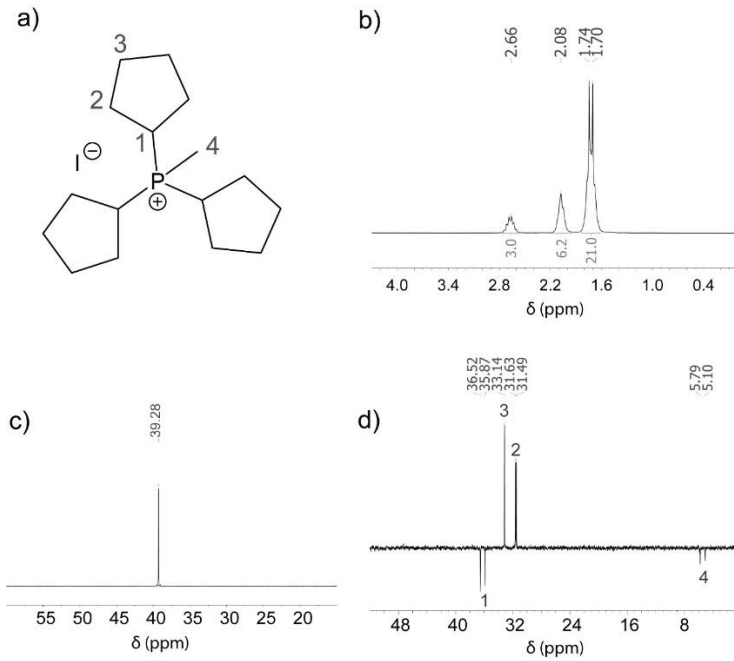 a)
3
2
1
4
I⊖
P
⊕
b)
2.66
2.08
1.74
1.70
3.0
6.2
21.0
4.0 3.4 2.8 2.2 1.6 1.0 0.4
δ (ppm)
c)
39.28
55 50 45 40 35 30 25 20
δ (ppm)
d)
36.52
35.87
33.14
31.63
31.49
5.79
5.10
3
2
1
4
48 40 32 24 16 8
δ (ppm)